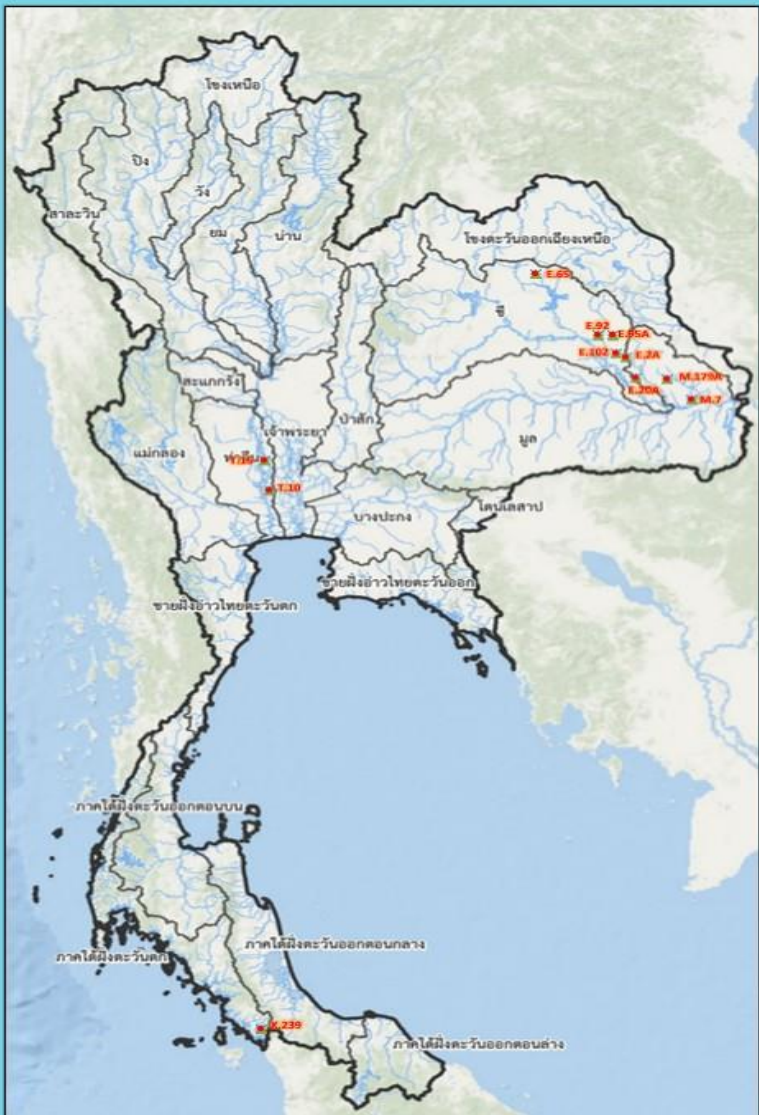 โขงเหนือ
ปิง
วัง
สาละวิน
ยม
น่าน
โขงตะวันออกเฉียงเหนือ
E.65
ชี
E.92
E.95A
E.102
E.2A
E.20A
M.179A
M.7
สะแกกรัง
เจ้าพระยา
ป่าสัก
แม่กลอง
ท่าจีน
มูล
T.10
บางปะกง
โตนเลสาป
ชายฝั่งอ่าวไทยตะวันออก
ชายฝั่งอ่าวไทยตะวันตก
ภาคใต้ฝั่งตะวันออกตอนบน
ภาคใต้ฝั่งตะวันออกตอนกลาง
ภาคใต้ฝั่งตะวันตก
X.239
ภาคใต้ฝั่งตะวันออกตอนล่าง